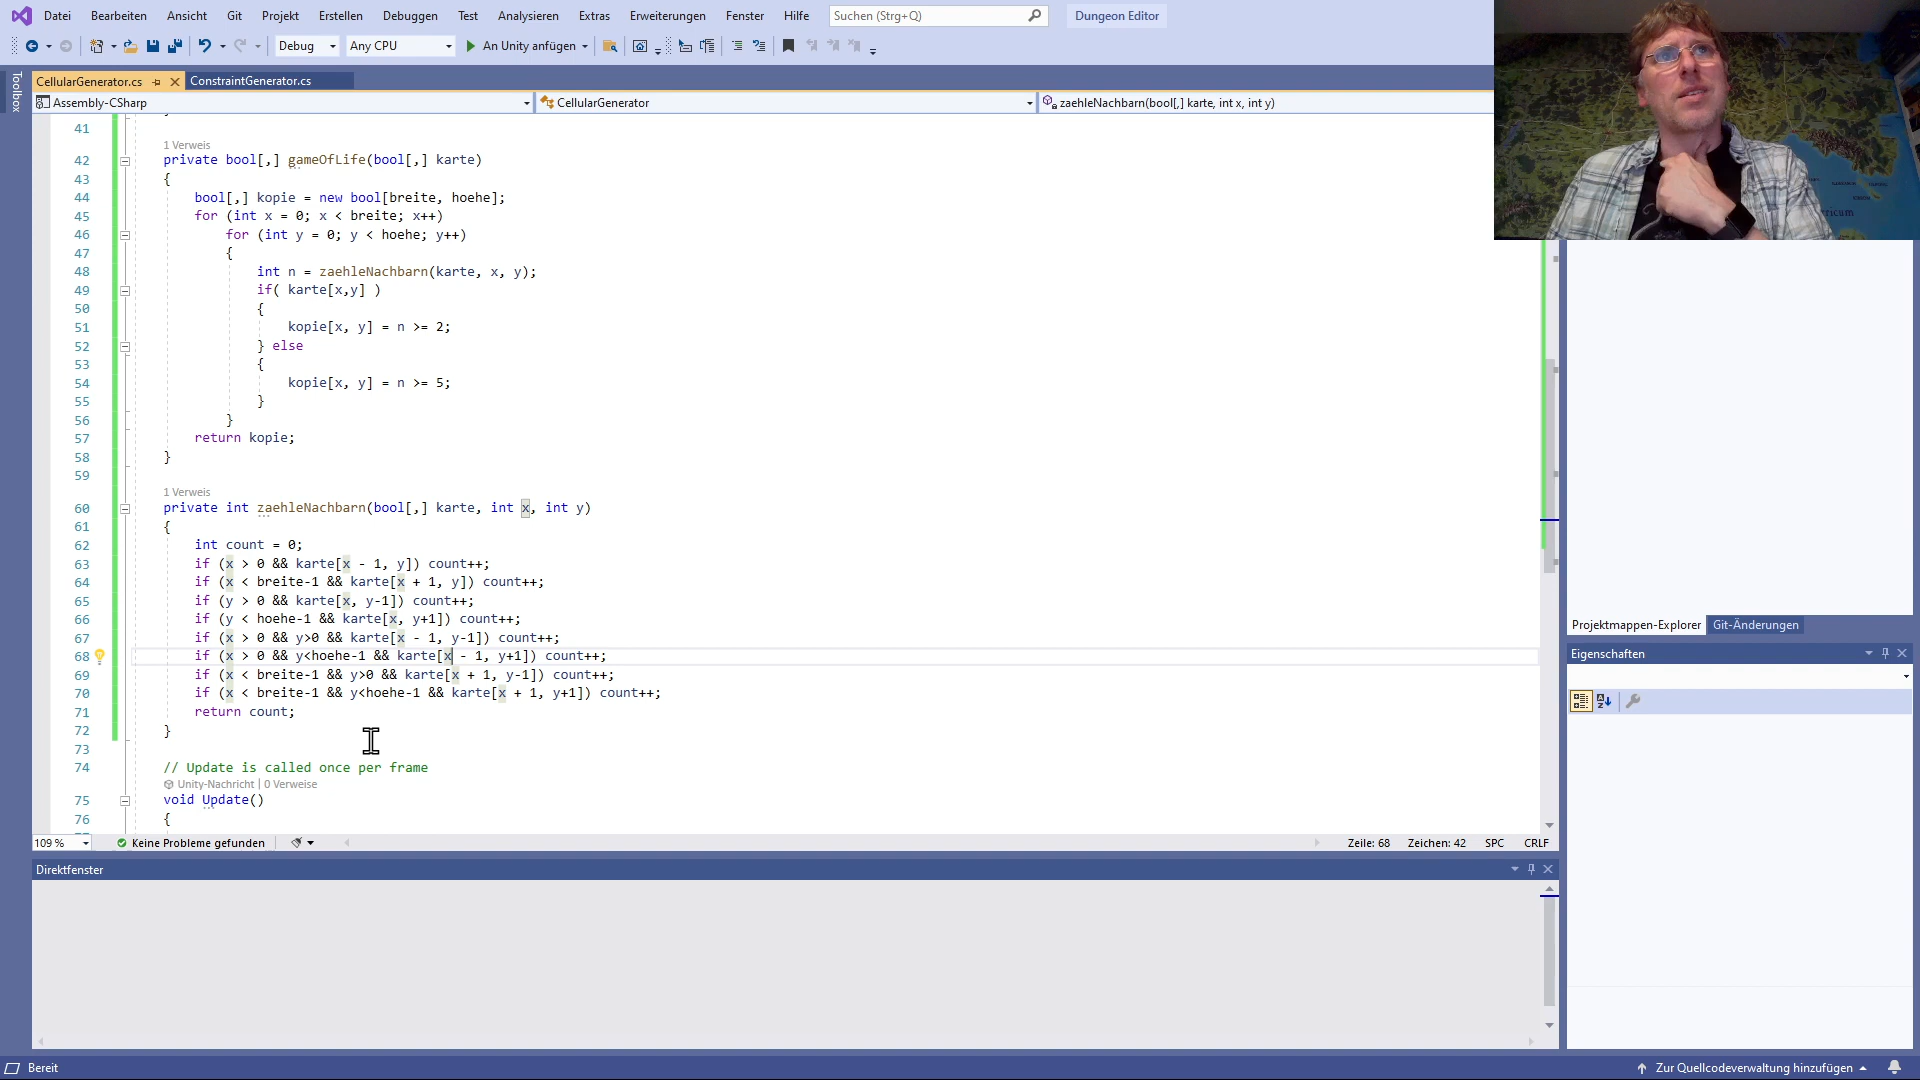 Datei Bearbeiten Ansicht Git Projekt Erstellen Debuggen Test Analysieren Extras Erweiterungen Fenster Hilfe Suchen (Strg+Q) Dungeon Editor
Debug Any CPU An Unity anfügen
Toolbox
CellularGenerator.cs ConstraintGenerator.cs
Assembly-CSharp CellularGenerator zaehleNachbarn(bool[,] karte, int x, int y)
41
1 Verweis
42 private bool[,] gameOfLife(bool[,] karte)
43 {
44 bool[,] kopie = new bool[breite, hoehe];
45 for (int x = 0; x < breite; x++)
46 for (int y = 0; y < hoehe; y++)
47 {
48 int n = zaehleNachbarn(karte, x, y);
49 if( karte[x,y] )
50 {
51 kopie[x, y] = n >= 2;
52 } else
53 {
54 kopie[x, y] = n >= 5;
55 }
56 }
57 return kopie;
58 }
59
1 Verweis
60 private int zaehleNachbarn(bool[,] karte, int x, int y)
61 {
62 int count = 0;
63 if (x > 0 && karte[x - 1, y]) count++;
64 if (x < breite-1 && karte[x + 1, y]) count++;
65 if (y > 0 && karte[x, y-1]) count++;
66 if (y < hoehe-1 && karte[x, y+1]) count++;
67 if (x > 0 && y>0 && karte[x - 1, y-1]) count++;
68 if (x > 0 && y<hoehe-1 && karte[x - 1, y+1]) count++;
69 if (x < breite-1 && y>0 && karte[x + 1, y-1]) count++;
70 if (x < breite-1 && y<hoehe-1 && karte[x + 1, y+1]) count++;
71 return count;
72 }
73
74 // Update is called once per frame
Unity-Nachricht | 0 Verweise
75 void Update()
76 {
109 % Keine Probleme gefunden Zeile: 68 Zeichen: 42 SPC CRLF
Direktfenster
Projektmappen-Explorer Git-Änderungen
Eigenschaften
Bereit Zur Quellcodeverwaltung hinzufügen